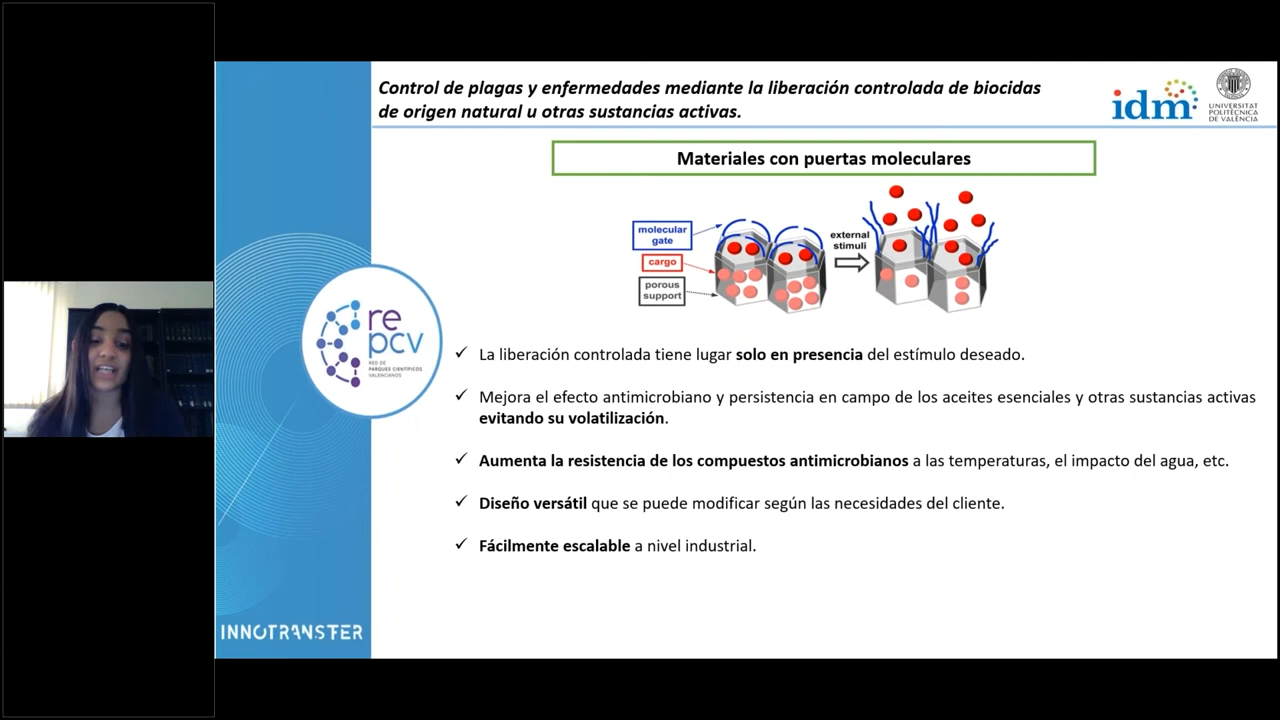 Control de plagas y enfermedades mediante la liberación controlada de biocidas
de origen natural u otras sustancias activas.
idm
UNIVERSITAT
POLITÈCNICA
DE VALÈNCIA
Materiales con puertas moleculares
molecular
gate
cargo
porous
support
external
stimuli
re
pcv
RED DE
PARQUES CIENTÍFICOS
VALENCIANOS
✓ La liberación controlada tiene lugar solo en presencia del estímulo deseado.
✓ Mejora el efecto antimicrobiano y persistencia en campo de los aceites esenciales y otras sustancias activas
evitando su volatilización.
✓ Aumenta la resistencia de los compuestos antimicrobianos a las temperaturas, el impacto del agua, etc.
✓ Diseño versátil que se puede modificar según las necesidades del cliente.
✓ Fácilmente escalable a nivel industrial.
INNOTRANSFER